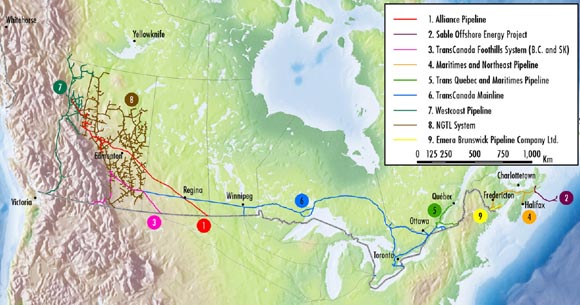 Whitehorse
Yellowknife
1. Alliance Pipeline
2. Sable Offshore Energy Project
3. TransCanada Foothills System (B.C. and SK)
4. Maritimes and Northeast Pipeline
5. Trans Quebec and Maritimes Pipeline
6. TransCanada Mainline
7. Westcoast Pipeline
8. NGTL System
9. Emera Brunswick Pipeline Company Ltd.
0 125 250 500 750 1,000
Km
7
8
Edmonton
Victoria
Regina
Winnipeg
6
3
1
Charlottetown
Quebec
Fredericton
2
Halifax
5
9
4
Ottawa
Toronto